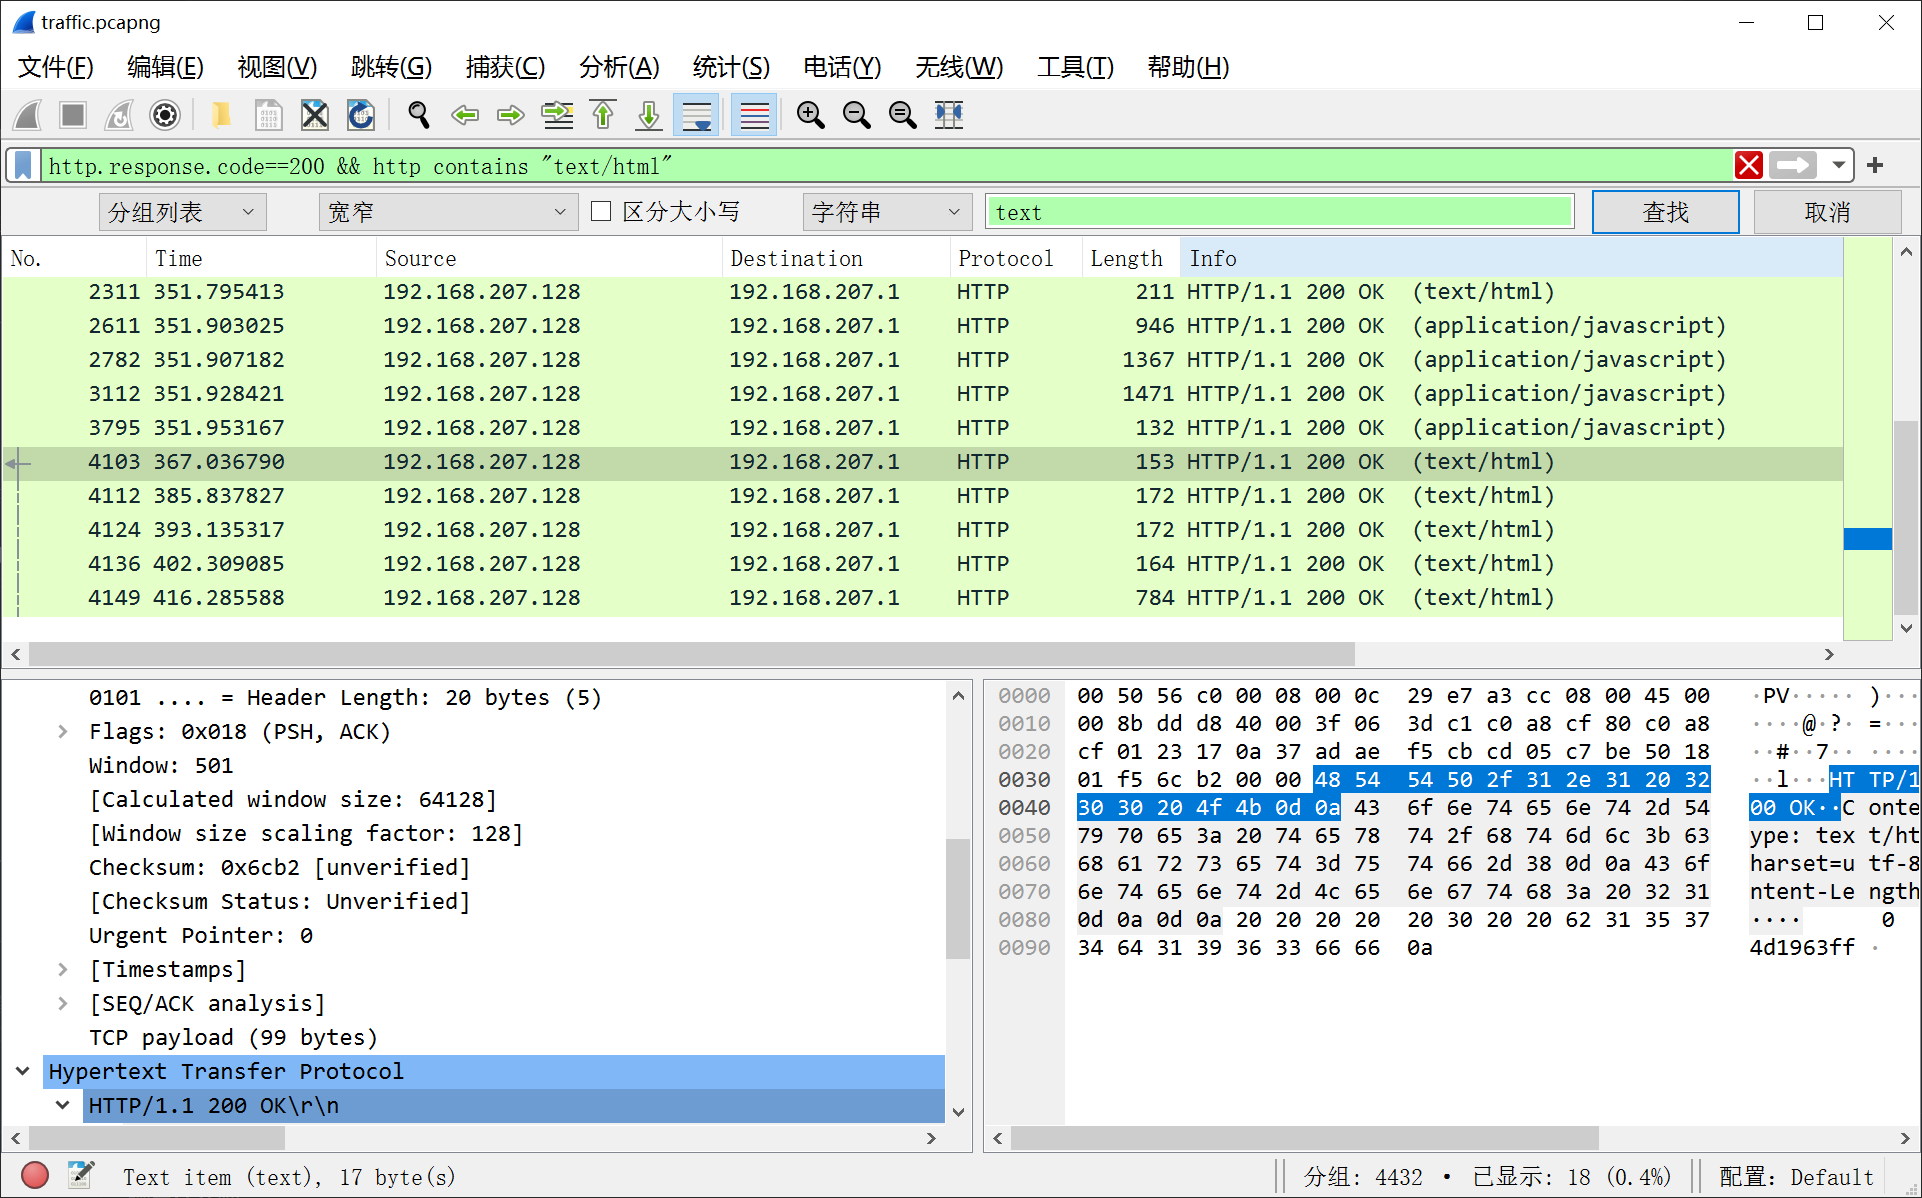 traffic.pcapng
文件(F) 编辑(E) 视图(V) 跳转(G) 捕获(C) 分析(A) 统计(S) 电话(Y) 无线(W) 工具(T) 帮助(H)
http.response.code==200 && http contains "text/html"
分组列表 宽窄 区分大小写 字符串 text 查找 取消
No. Time Source Destination Protocol Length Info
2311 351.795413 192.168.207.128 192.168.207.1 HTTP 211 HTTP/1.1 200 OK (text/html)
2611 351.903025 192.168.207.128 192.168.207.1 HTTP 946 HTTP/1.1 200 OK (application/javascript)
2782 351.907182 192.168.207.128 192.168.207.1 HTTP 1367 HTTP/1.1 200 OK (application/javascript)
3112 351.928421 192.168.207.128 192.168.207.1 HTTP 1471 HTTP/1.1 200 OK (application/javascript)
3795 351.953167 192.168.207.128 192.168.207.1 HTTP 132 HTTP/1.1 200 OK (application/javascript)
4103 367.036790 192.168.207.128 192.168.207.1 HTTP 153 HTTP/1.1 200 OK (text/html)
4112 385.837827 192.168.207.128 192.168.207.1 HTTP 172 HTTP/1.1 200 OK (text/html)
4124 393.135317 192.168.207.128 192.168.207.1 HTTP 172 HTTP/1.1 200 OK (text/html)
4136 402.309085 192.168.207.128 192.168.207.1 HTTP 164 HTTP/1.1 200 OK (text/html)
4149 416.285588 192.168.207.128 192.168.207.1 HTTP 784 HTTP/1.1 200 OK (text/html)
0101 .... = Header Length: 20 bytes (5)
Flags: 0x018 (PSH, ACK)
Window: 501
[Calculated window size: 64128]
[Window size scaling factor: 128]
Checksum: 0x6cb2 [unverified]
[Checksum Status: Unverified]
Urgent Pointer: 0
[Timestamps]
[SEQ/ACK analysis]
TCP payload (99 bytes)
Hypertext Transfer Protocol
HTTP/1.1 200 OK\r\n
0000 00 50 56 c0 00 08 00 0c 29 e7 a3 cc 08 00 45 00 ·PV····· )···
0010 00 8b dd d8 40 00 3f 06 3d c1 c0 a8 cf 80 c0 a8 ····@·?· =···
0020 cf 01 23 17 0a 37 ad ae f5 cb cd 05 c7 be 50 18 ··#··7·· ····
0030 01 f5 6c b2 00 00 48 54 54 50 2f 31 2e 31 20 32 ··l···HT TP/1
0040 30 30 20 4f 4b 0d 0a 43 6f 6e 74 65 6e 74 2d 54 00 OK··C onte
0050 79 70 65 3a 20 74 65 78 74 2f 68 74 6d 6c 3b 63 ype: tex t/ht
0060 68 61 72 73 65 74 3d 75 74 66 2d 38 0d 0a 43 6f harset=u tf-8
0070 6e 74 65 6e 74 2d 4c 65 6e 67 74 68 3a 20 32 31 ntent-Le ngth
0080 0d 0a 0d 0a 20 20 20 20 20 30 20 20 62 31 35 37 ···· 0
0090 34 64 31 39 36 33 66 66 0a 4d1963ff ·
Text item (text), 17 byte(s) 分组: 4432 · 已显示: 18 (0.4%) 配置: Default